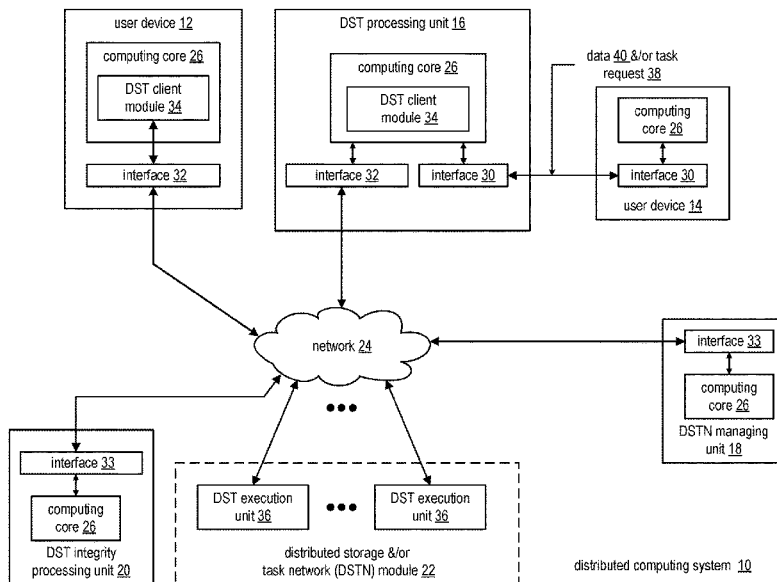 user device 12
computing core 26
DST client
module 34
interface 32
DST processing unit 16
computing core 26
DST client
module 34
interface 32
interface 30
data 40 &/or task
request 38
computing
core 26
interface 30
user device 14
network 24
interface 33
computing
core 26
DSTN managing
unit 18
interface 33
computing
core 26
DST integrity
processing unit 20
DST execution
unit 36
DST execution
unit 36
distributed storage &/or
task network (DSTN) module 22
distributed computing system 10